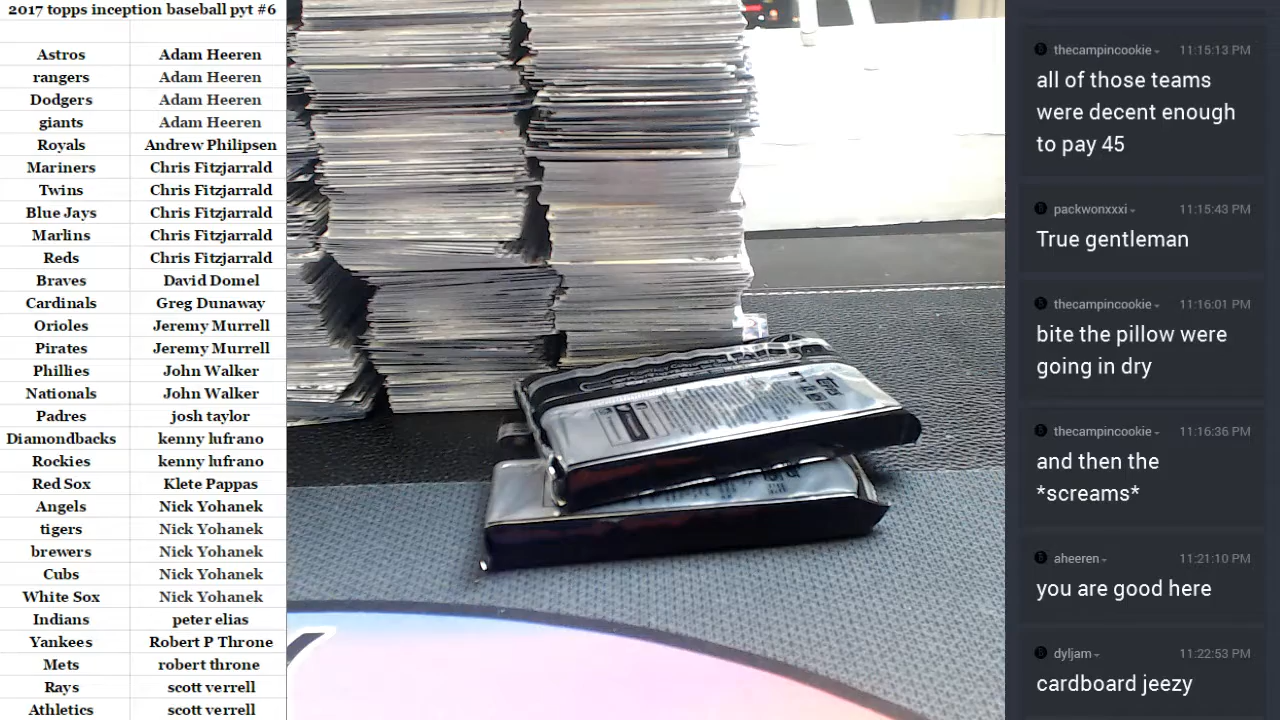 2017 topps inception baseball pyt #6
Astros Adam Heeren
rangers Adam Heeren
Dodgers Adam Heeren
giants Adam Heeren
Royals Andrew Philipsen
Mariners Chris Fitzjarrald
Twins Chris Fitzjarrald
Blue Jays Chris Fitzjarrald
Marlins Chris Fitzjarrald
Reds Chris Fitzjarrald
Braves David Domel
Cardinals Greg Dunaway
Orioles Jeremy Murrell
Pirates Jeremy Murrell
Phillies John Walker
Nationals John Walker
Padres josh taylor
Diamondbacks kenny lufrano
Rockies kenny lufrano
Red Sox Klete Pappas
Angels Nick Yohanek
tigers Nick Yohanek
brewers Nick Yohanek
Cubs Nick Yohanek
White Sox Nick Yohanek
Indians peter elias
Yankees Robert P Throne
Mets robert throne
Rays scott verrell
Athletics scott verrell
thecampincookie 11:15:13 PM
all of those teams
were decent enough
to pay 45
packwonxxxi 11:15:43 PM
True gentleman
thecampincookie 11:16:01 PM
bite the pillow were
going in dry
thecampincookie 11:16:36 PM
and then the
*screams*
aheeren 11:21:10 PM
you are good here
dyljam 11:22:53 PM
cardboard jeezy